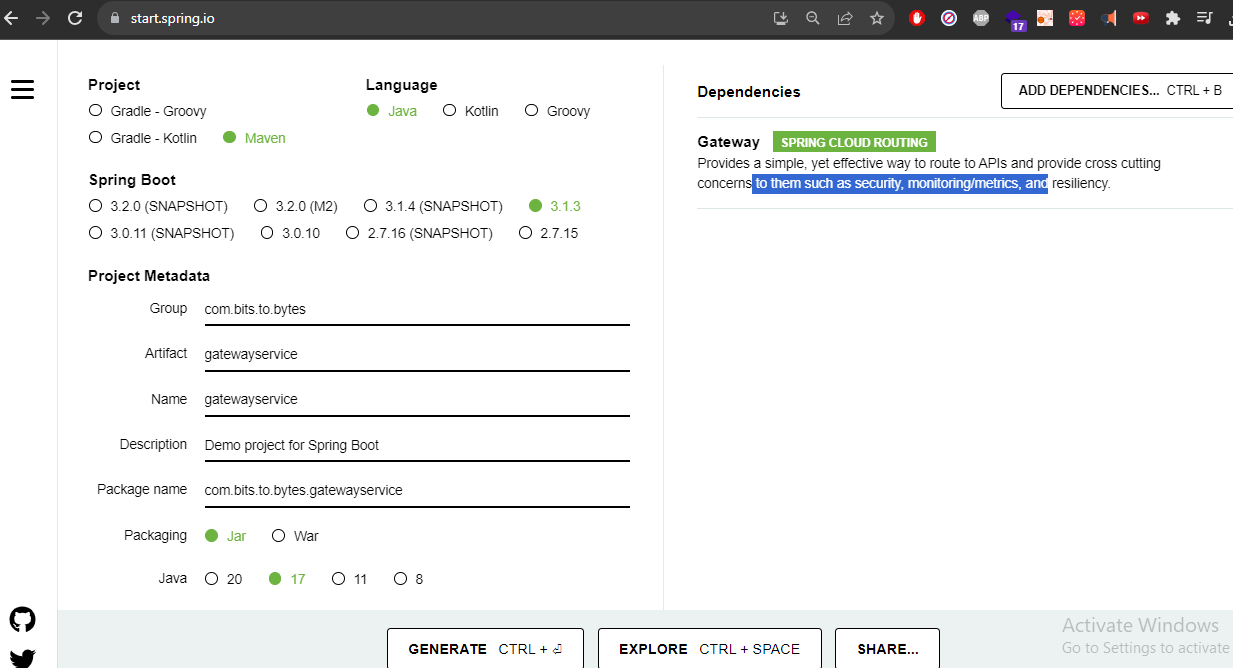 start.spring.io
ABP
17
Project
Gradle - Groovy
Gradle - Kotlin Maven
Language
Java Kotlin Groovy
Spring Boot
3.2.0 (SNAPSHOT) 3.2.0 (M2) 3.1.4 (SNAPSHOT) 3.1.3
3.0.11 (SNAPSHOT) 3.0.10 2.7.16 (SNAPSHOT) 2.7.15
Project Metadata
Group com.bits.to.bytes
Artifact gatewayservice
Name gatewayservice
Description Demo project for Spring Boot
Package name com.bits.to.bytes.gatewayservice
Packaging Jar War
Java 20 17 11 8
Dependencies ADD DEPENDENCIES... CTRL + B
Gateway SPRING CLOUD ROUTING
Provides a simple, yet effective way to route to APIs and provide cross cutting
concerns to them such as security, monitoring/metrics, and resiliency.
GENERATE CTRL + ⏎ EXPLORE CTRL + SPACE SHARE...
Activate Windows
Go to Settings to activate